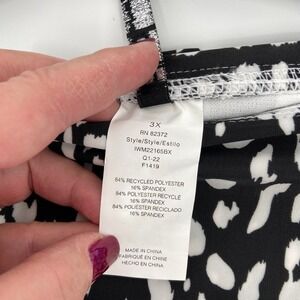 3X
RN 82372
Style/Style/Estilo
IWM22165BX
Q1-22
F1419
84% RECYCLED POLYESTER
16% SPANDEX
84% POLYESTER RECYCLÉ
16% SPANDEX
84% POLIÉSTER RECICLADO
16% SPANDEX
MADE IN CHINA
FABRIQUÉ EN CHINE
HECHO EN CHINA